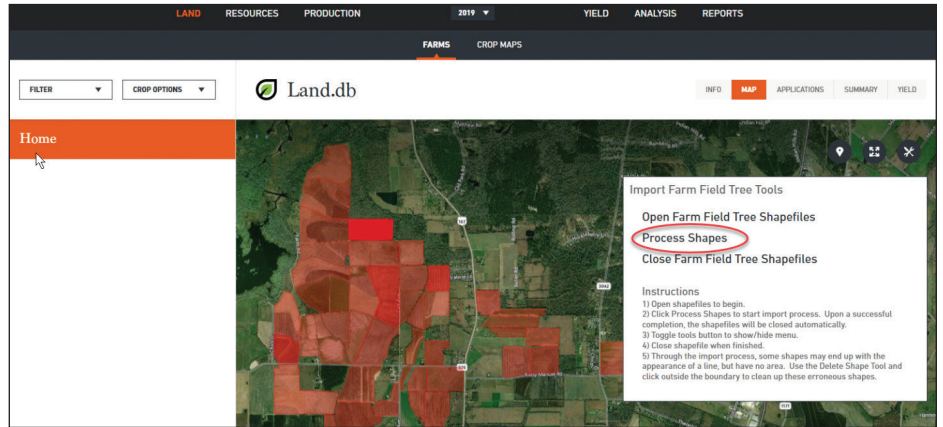 LAND RESOURCES PRODUCTION 2019 YIELD ANALYSIS REPORTS
FARMS CROP MAPS
FILTER CROP OPTIONS Land.db INFO MAP APPLICATIONS SUMMARY YIELD
Home
Import Farm Field Tree Tools
Open Farm Field Tree Shapefiles
Process Shapes
Close Farm Field Tree Shapefiles
Instructions
1) Open shapefiles to begin.
2) Click Process Shapes to start import process. Upon a successful
completion, the shapefiles will be closed automatically.
3) Toggle tools button to show/hide menu.
4) Close shapefile when finished.
5) Through the import process, some shapes may end up with the
appearance of a line, but have no area. Use the Delete Shape Tool and
click outside the boundary to clean up these erroneous shapes.